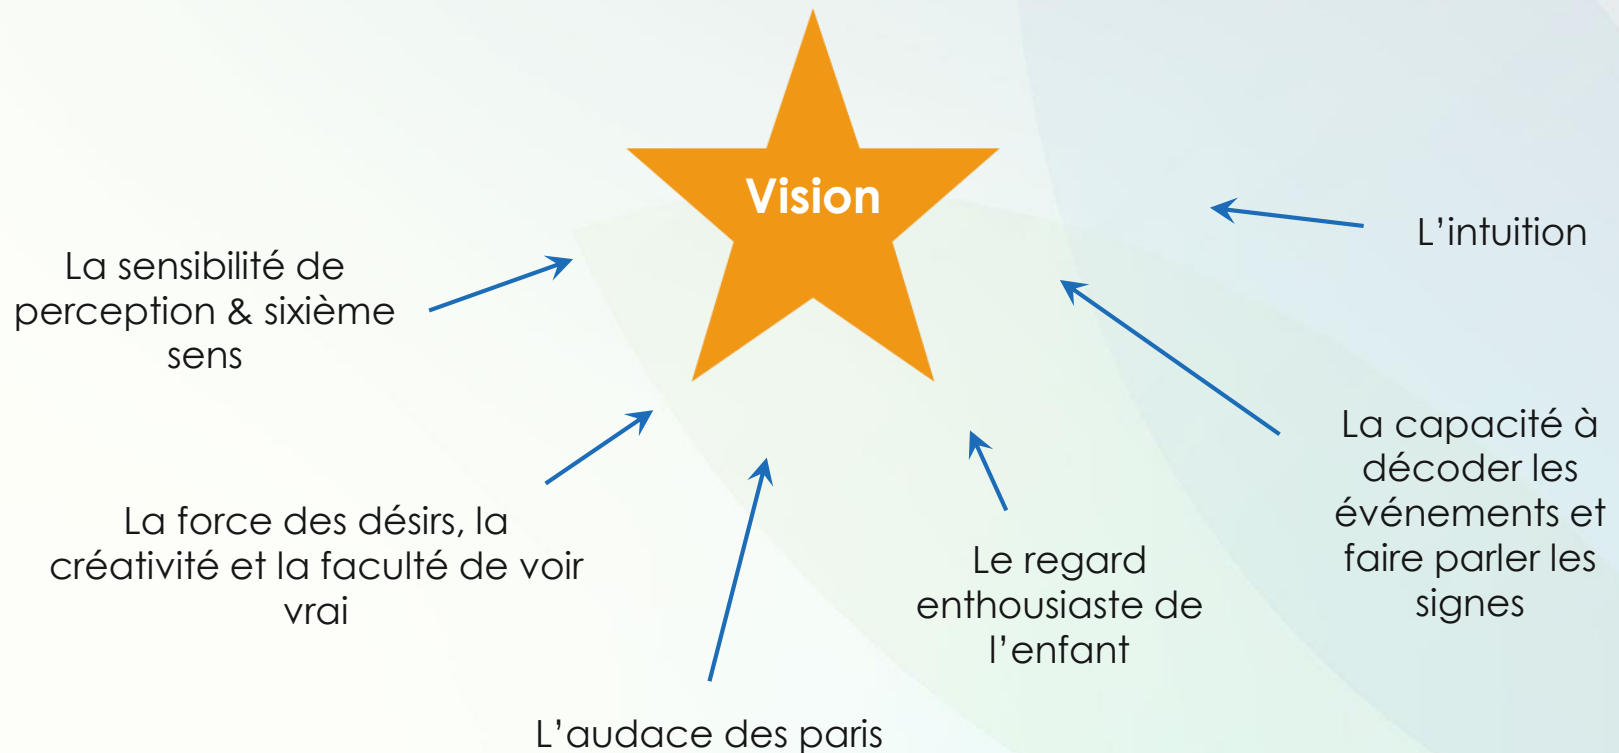 Vision
La sensibilité de
perception & sixième
sens
L’intuition
La force des désirs, la
créativité et la faculté de voir
vrai
L’audace des paris
Le regard
enthousiaste de
l’enfant
La capacité à
décoder les
événements et
faire parler les
signes